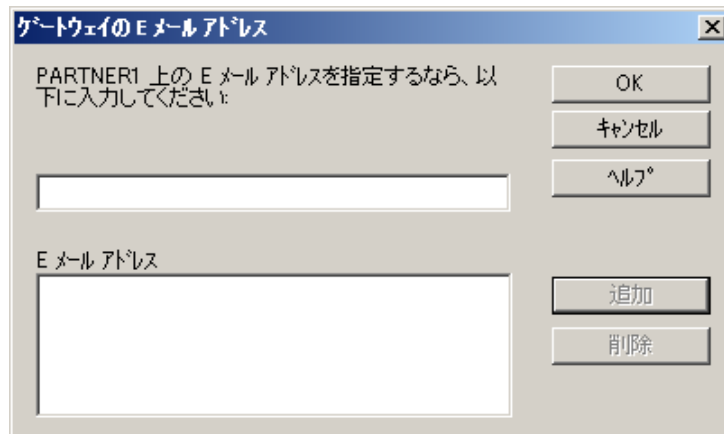 ｹﾞｰﾄｳｪｲの E ﾒｰﾙ ｱﾄﾞﾚｽ
PARTNER1 上の E ﾒｰﾙ ｱﾄﾞﾚｽを指定するなら、以
下に入力してください:
OK
ｷｬﾝｾﾙ
ﾍﾙﾌﾟ
E ﾒｰﾙ ｱﾄﾞﾚｽ
追加
削除